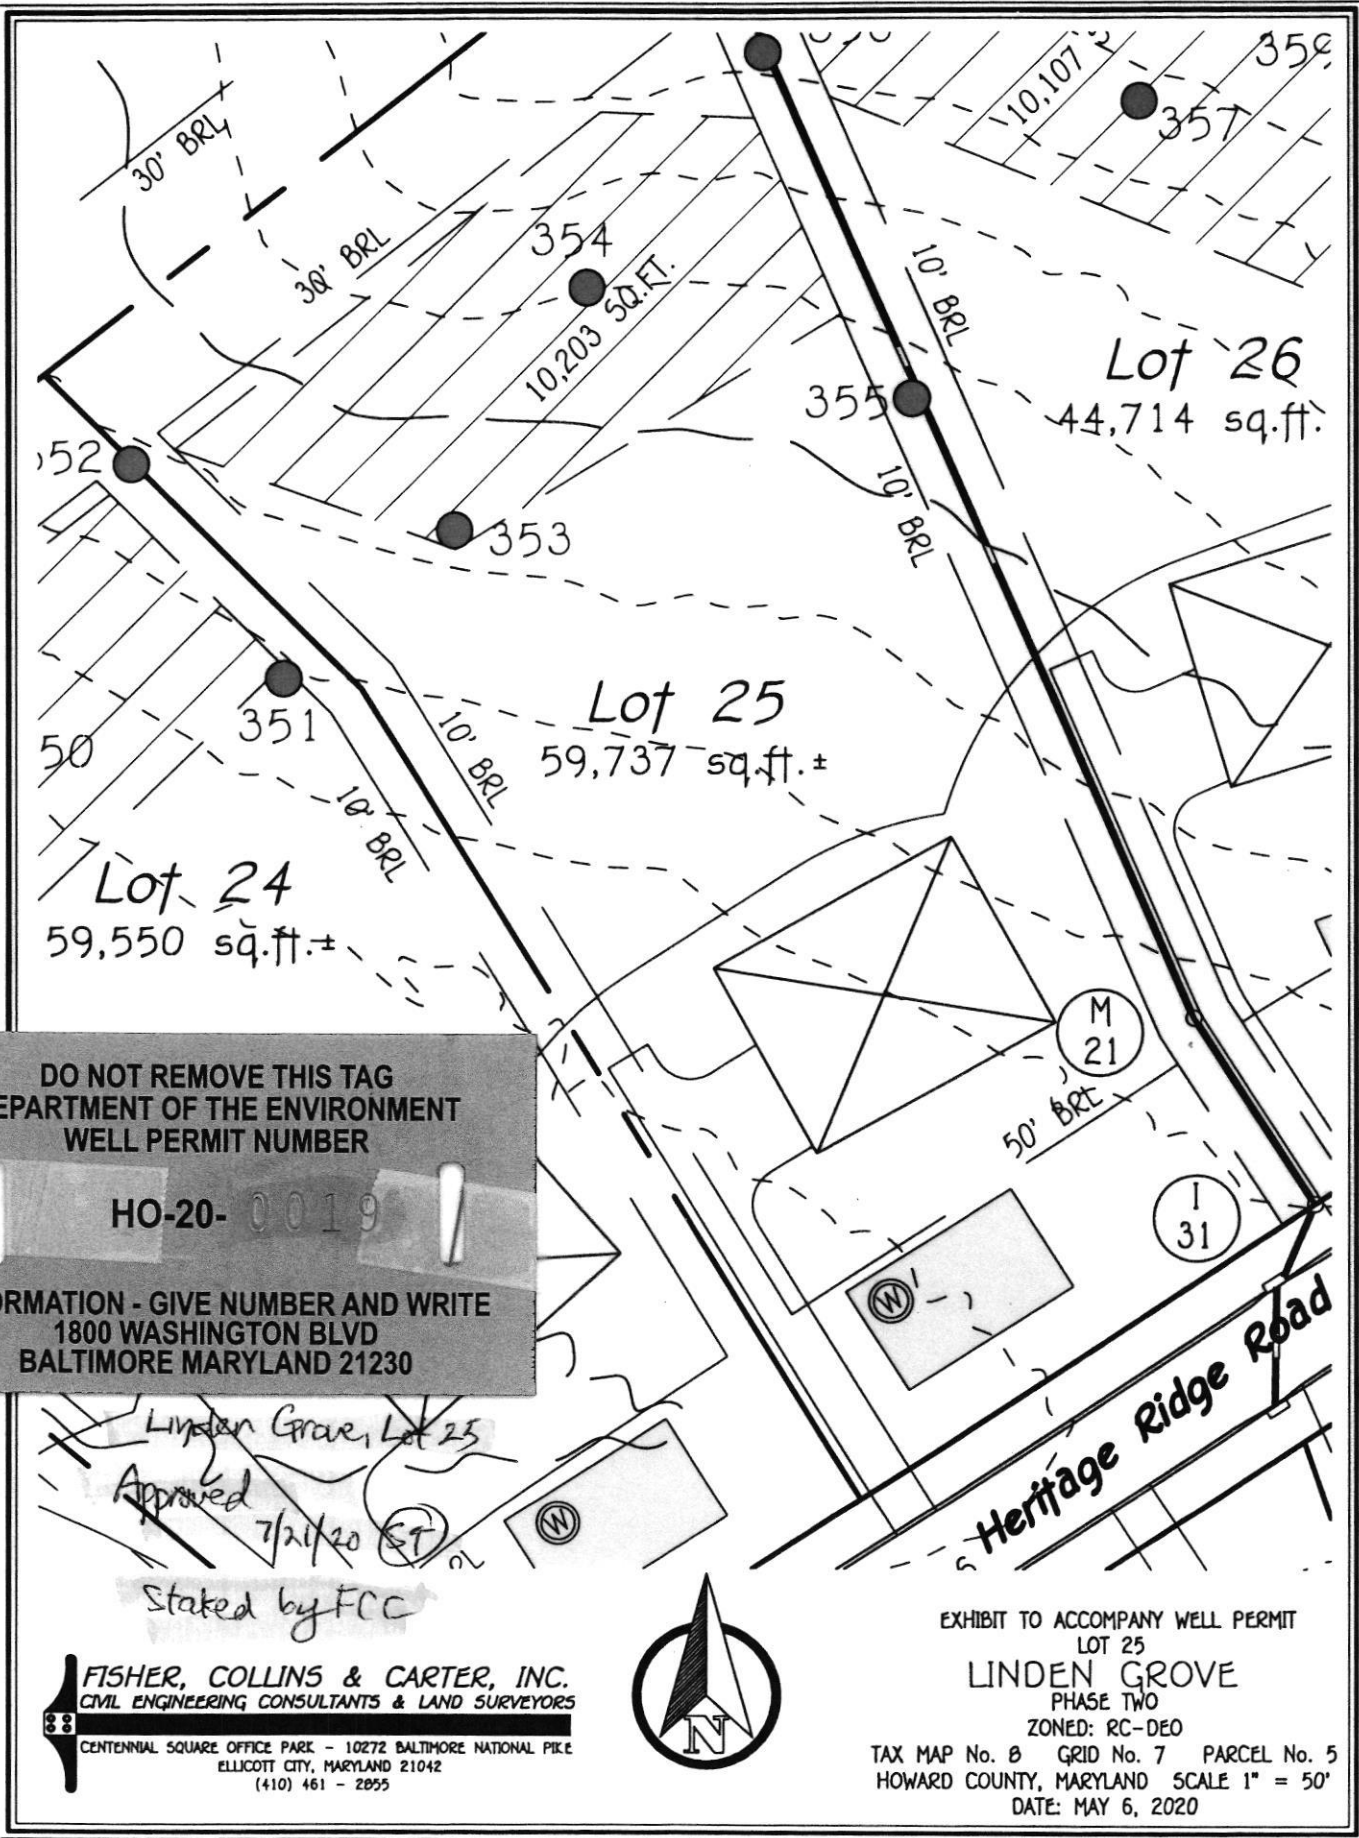 359
10,107
357
30' BRL
30' BRL
354
10,203 SQ.FT.
10' BRL
Lot 26
44,714 sq.ft.
355
10' BRL
353
351
50
Lot 25
59,737 sq.ft.±
10' BRL
10' BRL
Lot 24
59,550 sq.ft.±
M
21
50' BRL
I
31
W
W
Heritage Ridge Road
DO NOT REMOVE THIS TAG
EPARTMENT OF THE ENVIRONMENT
WELL PERMIT NUMBER
HO-20-0019
ORMATION - GIVE NUMBER AND WRITE
1800 WASHINGTON BLVD
BALTIMORE MARYLAND 21230
Linden Grove, Lot 25
Approved
7/21/20 ST
Staked by FCC
FISHER, COLLINS & CARTER, INC.
CIVIL ENGINEERING CONSULTANTS & LAND SURVEYORS
CENTENNIAL SQUARE OFFICE PARK - 10272 BALTIMORE NATIONAL PIKE
ELLICOTT CITY, MARYLAND 21042
(410) 461 - 2855
N
EXHIBIT TO ACCOMPANY WELL PERMIT
LOT 25
LINDEN GROVE
PHASE TWO
ZONED: RC-DEO
TAX MAP No. 8 GRID No. 7 PARCEL No. 5
HOWARD COUNTY, MARYLAND SCALE 1" = 50'
DATE: MAY 6, 2020